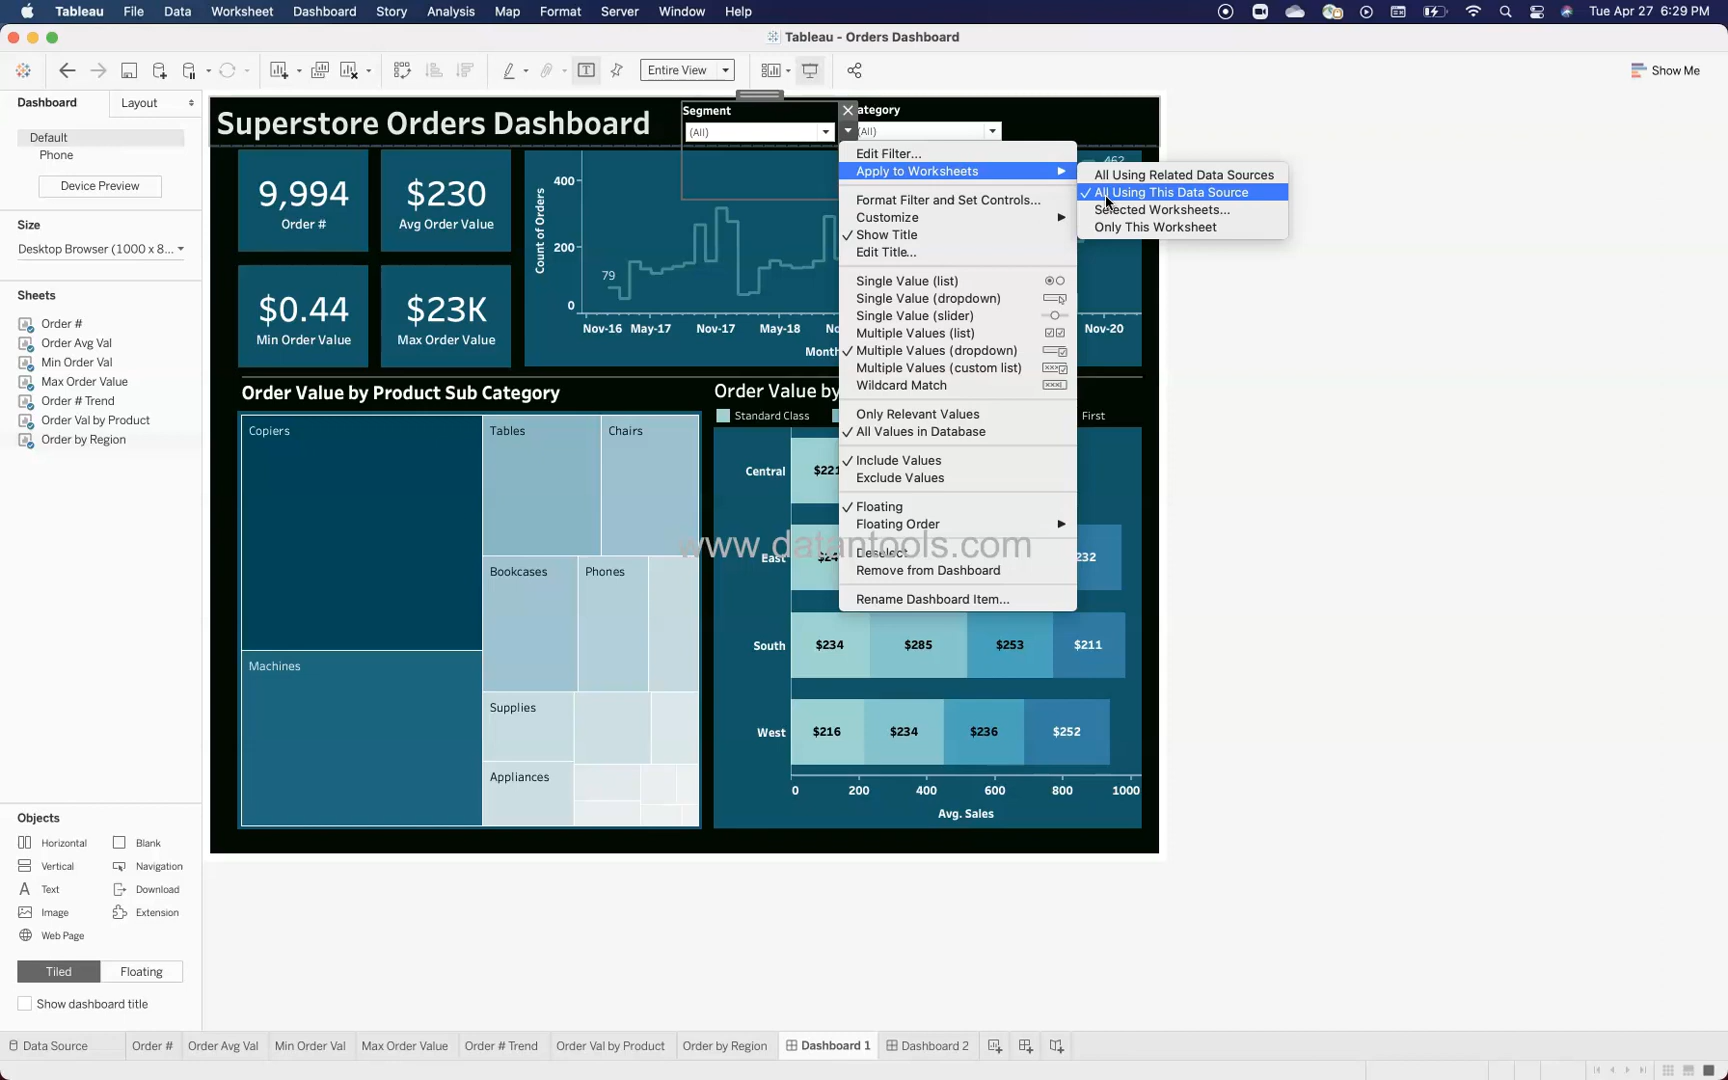 Tableau File Data Worksheet Dashboard Story Analysis Map Format Server Window Help
Tue Apr 27 6:29 PM
Tableau - Orders Dashboard
Entire View
Show Me
Dashboard
Layout
Default
Phone
Device Preview
Size
Desktop Browser (1000 x 8...
Sheets
Order #
Order Avg Val
Min Order Val
Max Order Value
Order # Trend
Order Val by Product
Order by Region
Objects
Horizontal
Blank
Vertical
Navigation
Text
Download
Image
Extension
Web Page
Tiled
Floating
Show dashboard title
Superstore Orders Dashboard
Segment
(All)
ategory
(All)
9,994
Order #
$230
Avg Order Value
$0.44
Min Order Value
$23K
Max Order Value
Count of Orders
400
200
0
79
462
Nov-16 May-17 Nov-17 May-18 No Nov-20
Month
Edit Filter...
Apply to Worksheets
Format Filter and Set Controls...
Customize
Show Title
Edit Title...
Single Value (list)
Single Value (dropdown)
Single Value (slider)
Multiple Values (list)
Multiple Values (dropdown)
Multiple Values (custom list)
Wildcard Match
Only Relevant Values
All Values in Database
Include Values
Exclude Values
Floating
Floating Order
Deselect
Remove from Dashboard
Rename Dashboard Item...
All Using Related Data Sources
All Using This Data Source
Selected Worksheets...
Only This Worksheet
Order Value by Product Sub Category
Copiers
Tables
Chairs
Machines
Bookcases
Phones
Supplies
Appliances
Order Value by
Standard Class
First
Central
$221
East
$24
232
South
$234 $285 $253 $211
West
$216 $234 $236 $252
0 200 400 600 800 1000
Avg. Sales
www.datantools.com
Data Source
Order #
Order Avg Val
Min Order Val
Max Order Value
Order # Trend
Order Val by Product
Order by Region
Dashboard 1
Dashboard 2